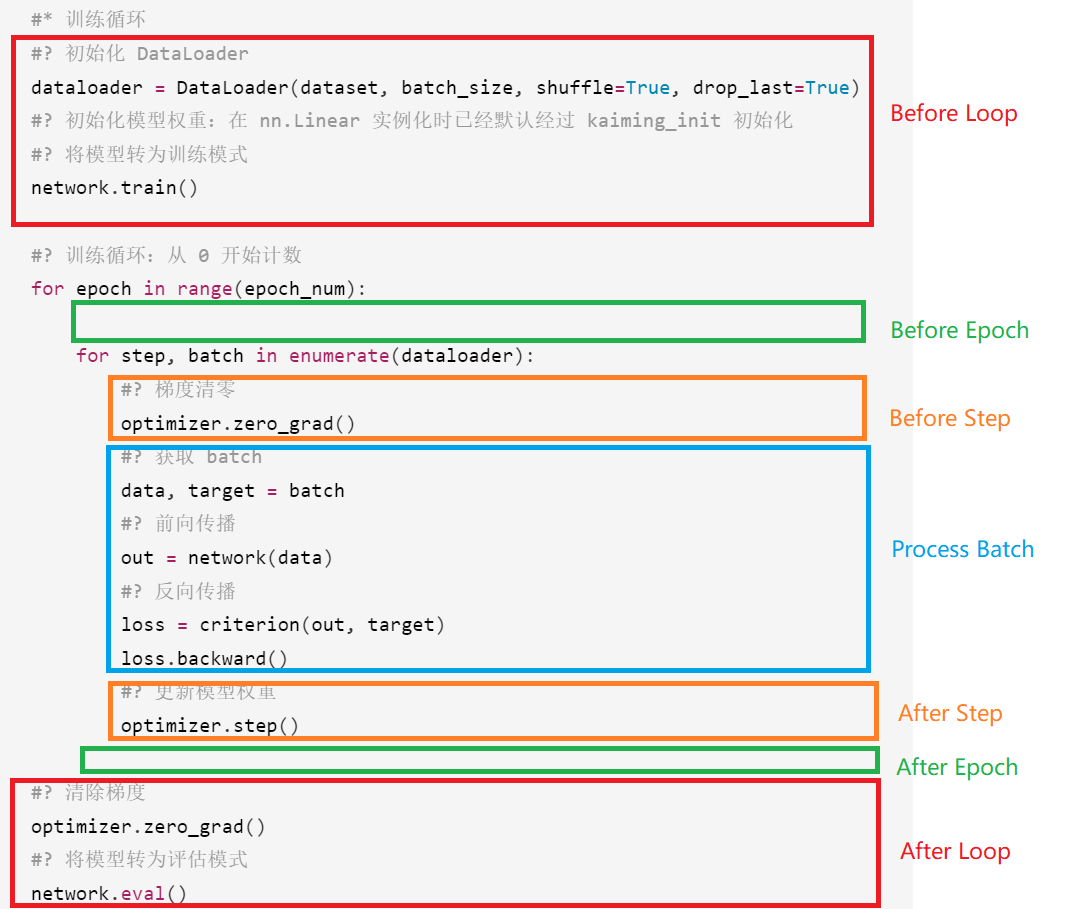 #* 训练循环
#? 初始化 DataLoader
dataloader = DataLoader(dataset, batch_size, shuffle=True, drop_last=True)
Before Loop
#? 初始化模型权重：在 nn.Linear 实例化时已经默认经过 kaiming_init 初始化
#? 将模型转为训练模式
network.train()
#? 训练循环：从 0 开始计数
for epoch in range(epoch_num):
Before Epoch
for step, batch in enumerate(dataloader):
#? 梯度清零
optimizer.zero_grad()
Before Step
#? 获取 batch
data, target = batch
#? 前向传播
out = network(data)
Process Batch
#? 反向传播
loss = criterion(out, target)
loss.backward()
#? 更新模型权重
optimizer.step()
After Step
After Epoch
#? 清除梯度
optimizer.zero_grad()
After Loop
#? 将模型转为评估模式
network.eval()